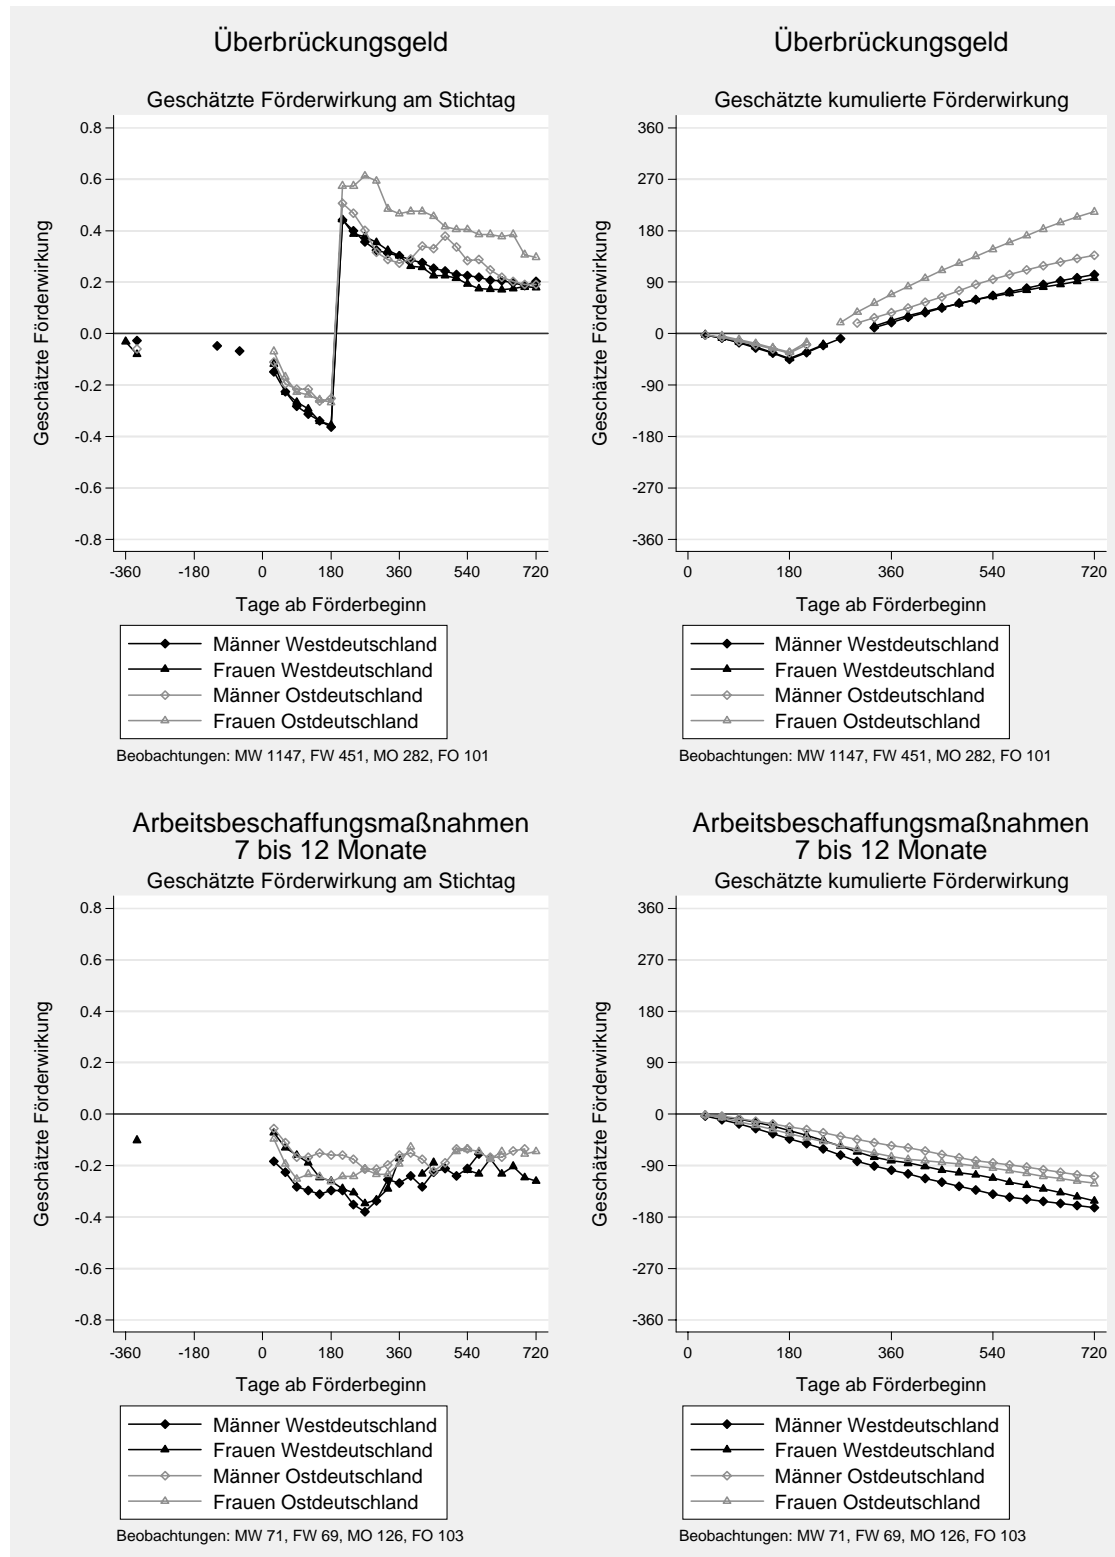 Überbrückungsgeld
Geschätzte Förderwirkung am Stichtag
Geschätzte Förderwirkung
0.8
0.6
0.4
0.2
0.0
-0.2
-0.4
-0.6
-0.8
-360 -180 0 180 360 540 720
Tage ab Förderbeginn
Männer Westdeutschland
Frauen Westdeutschland
Männer Ostdeutschland
Frauen Ostdeutschland
Beobachtungen: MW 1147, FW 451, MO 282, FO 101
Überbrückungsgeld
Geschätzte kumulierte Förderwirkung
Geschätzte Förderwirkung
360
270
180
90
0
-90
-180
-270
-360
0 180 360 540 720
Tage ab Förderbeginn
Männer Westdeutschland
Frauen Westdeutschland
Männer Ostdeutschland
Frauen Ostdeutschland
Beobachtungen: MW 1147, FW 451, MO 282, FO 101
Arbeitsbeschaffungsmaßnahmen
7 bis 12 Monate
Geschätzte Förderwirkung am Stichtag
Geschätzte Förderwirkung
0.8
0.6
0.4
0.2
0.0
-0.2
-0.4
-0.6
-0.8
-360 -180 0 180 360 540 720
Tage ab Förderbeginn
Männer Westdeutschland
Frauen Westdeutschland
Männer Ostdeutschland
Frauen Ostdeutschland
Beobachtungen: MW 71, FW 69, MO 126, FO 103
Arbeitsbeschaffungsmaßnahmen
7 bis 12 Monate
Geschätzte kumulierte Förderwirkung
Geschätzte Förderwirkung
360
270
180
90
0
-90
-180
-270
-360
0 180 360 540 720
Tage ab Förderbeginn
Männer Westdeutschland
Frauen Westdeutschland
Männer Ostdeutschland
Frauen Ostdeutschland
Beobachtungen: MW 71, FW 69, MO 126, FO 103